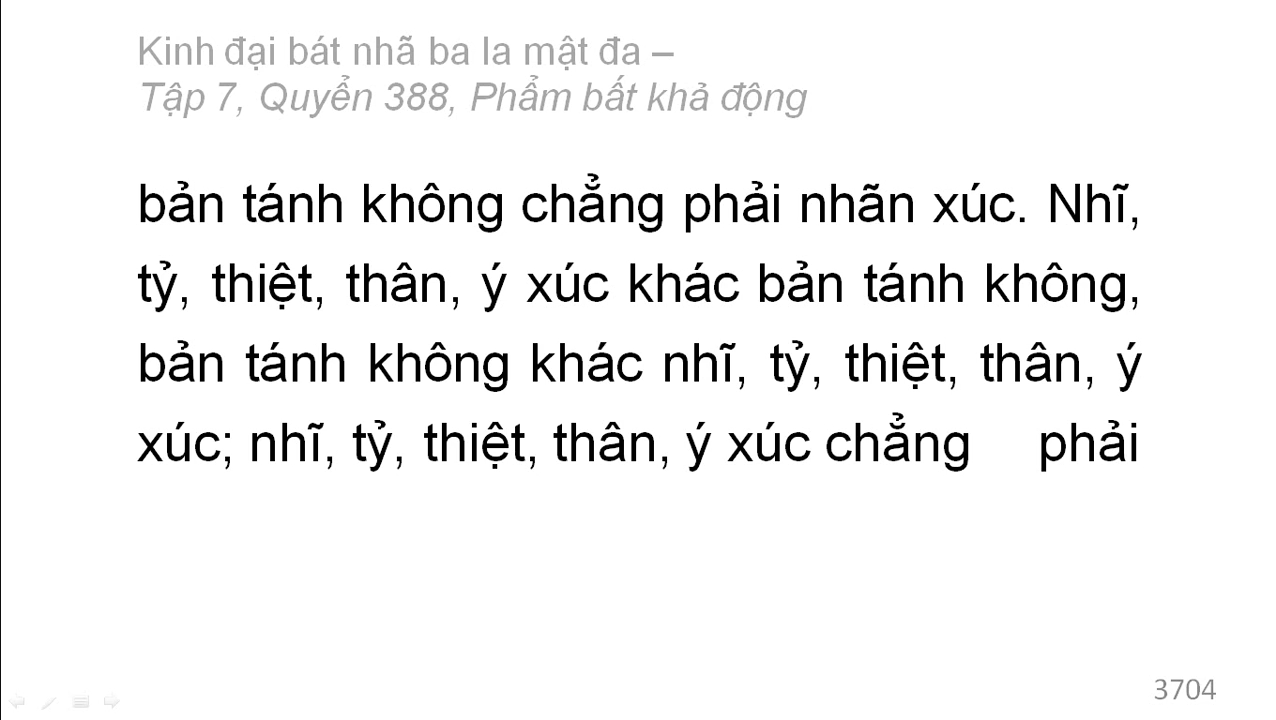 Kinh đại bát nhã ba la mật đa –
Tập 7, Quyển 388, Phẩm bất khả động
bản tánh không chẳng phải nhãn xúc. Nhĩ,
tỷ, thiệt, thân, ý xúc khác bản tánh không,
bản tánh không khác nhĩ, tỷ, thiệt, thân, ý
xúc; nhĩ, tỷ, thiệt, thân, ý xúc chẳng phải
3704